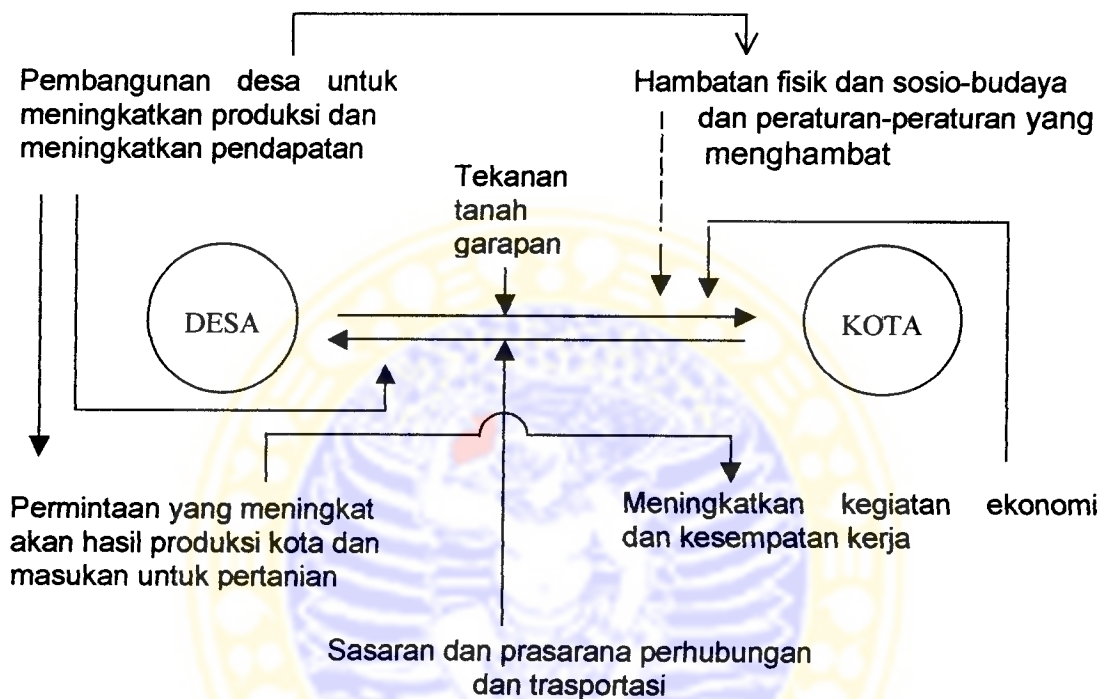 Pembangunan desa untuk
meningkatkan produksi dan
meningkatkan pendapatan
Hambatan fisik dan sosio-budaya
dan peraturan-peraturan yang
menghambat
Tekanan
tanah
garapan
DESA
KOTA
Permintaan yang meningkat
akan hasil produksi kota dan
masukan untuk pertanian
Meningkatkan kegiatan ekonomi
dan kesempatan kerja
Sasaran dan prasarana perhubungan
dan trasportasi